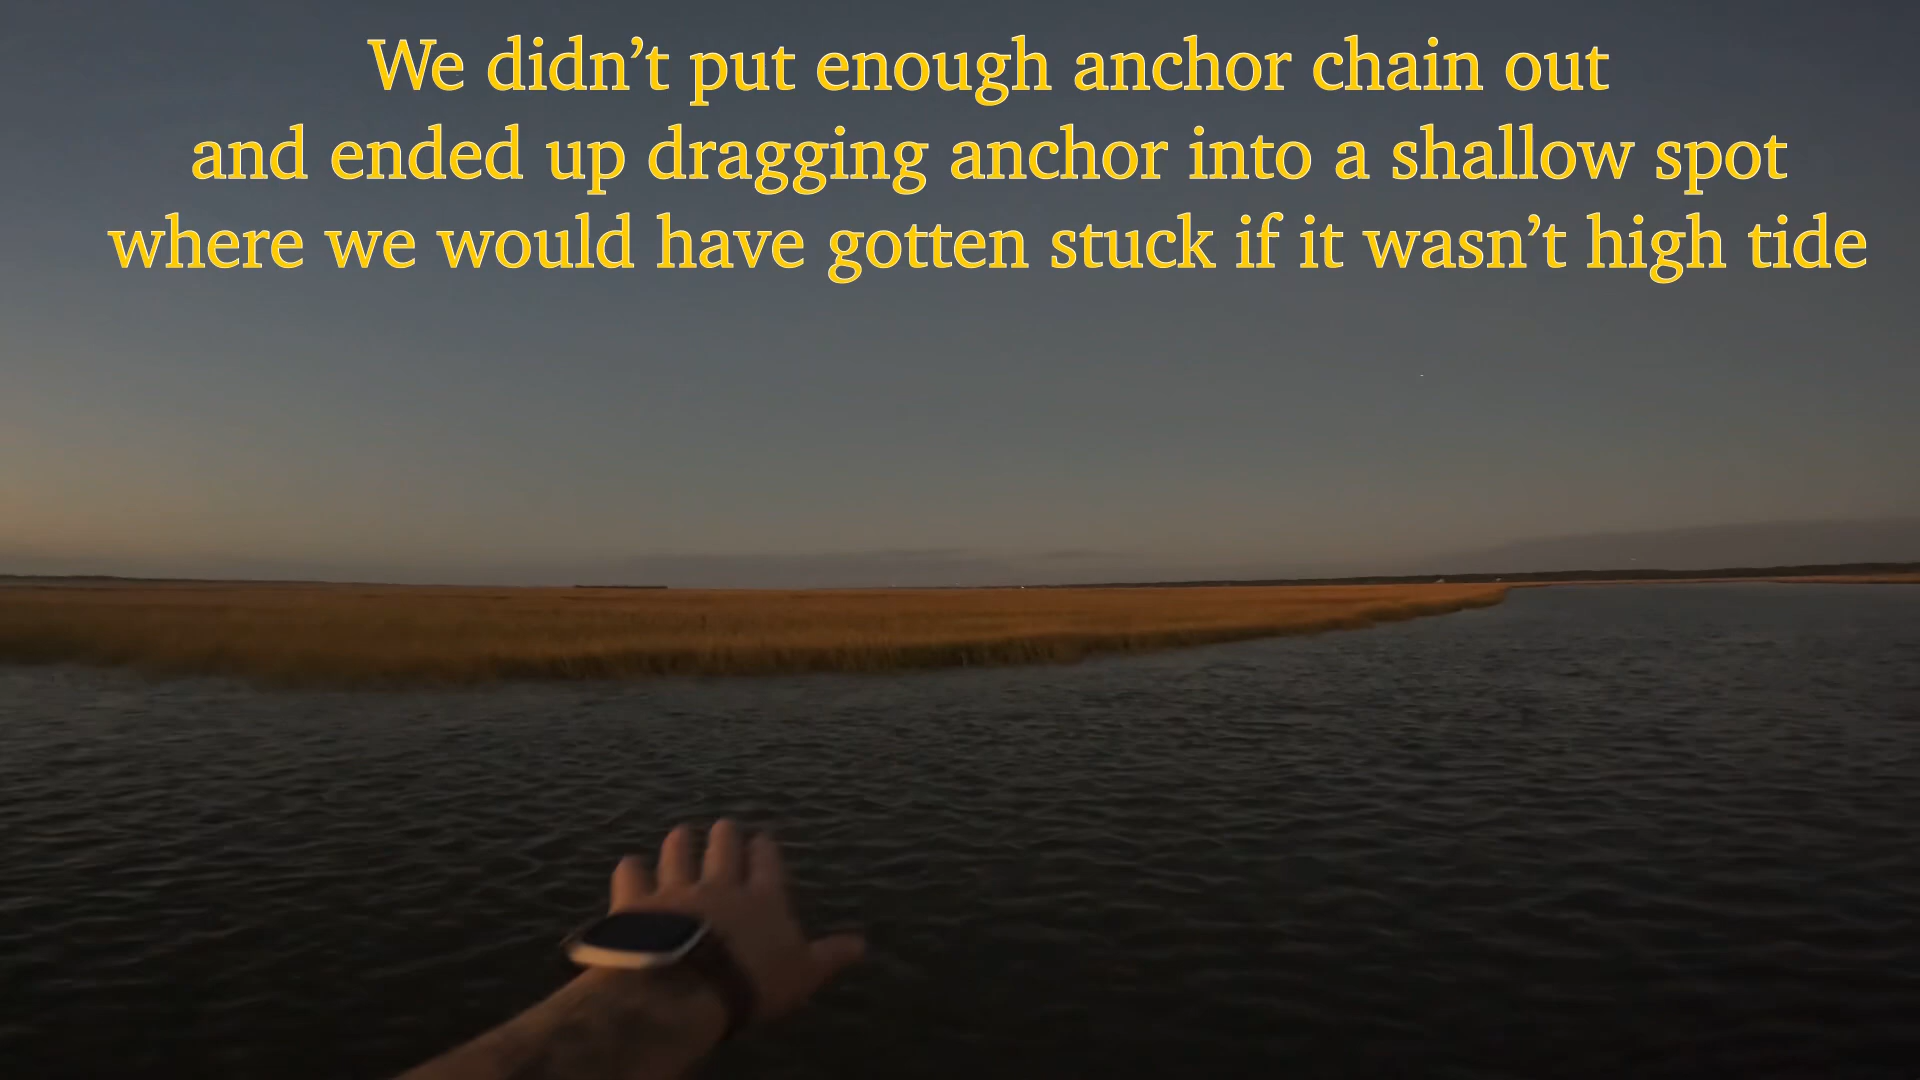 We didn’t put enough anchor chain out
and ended up dragging anchor into a shallow spot
where we would have gotten stuck if it wasn’t high tide